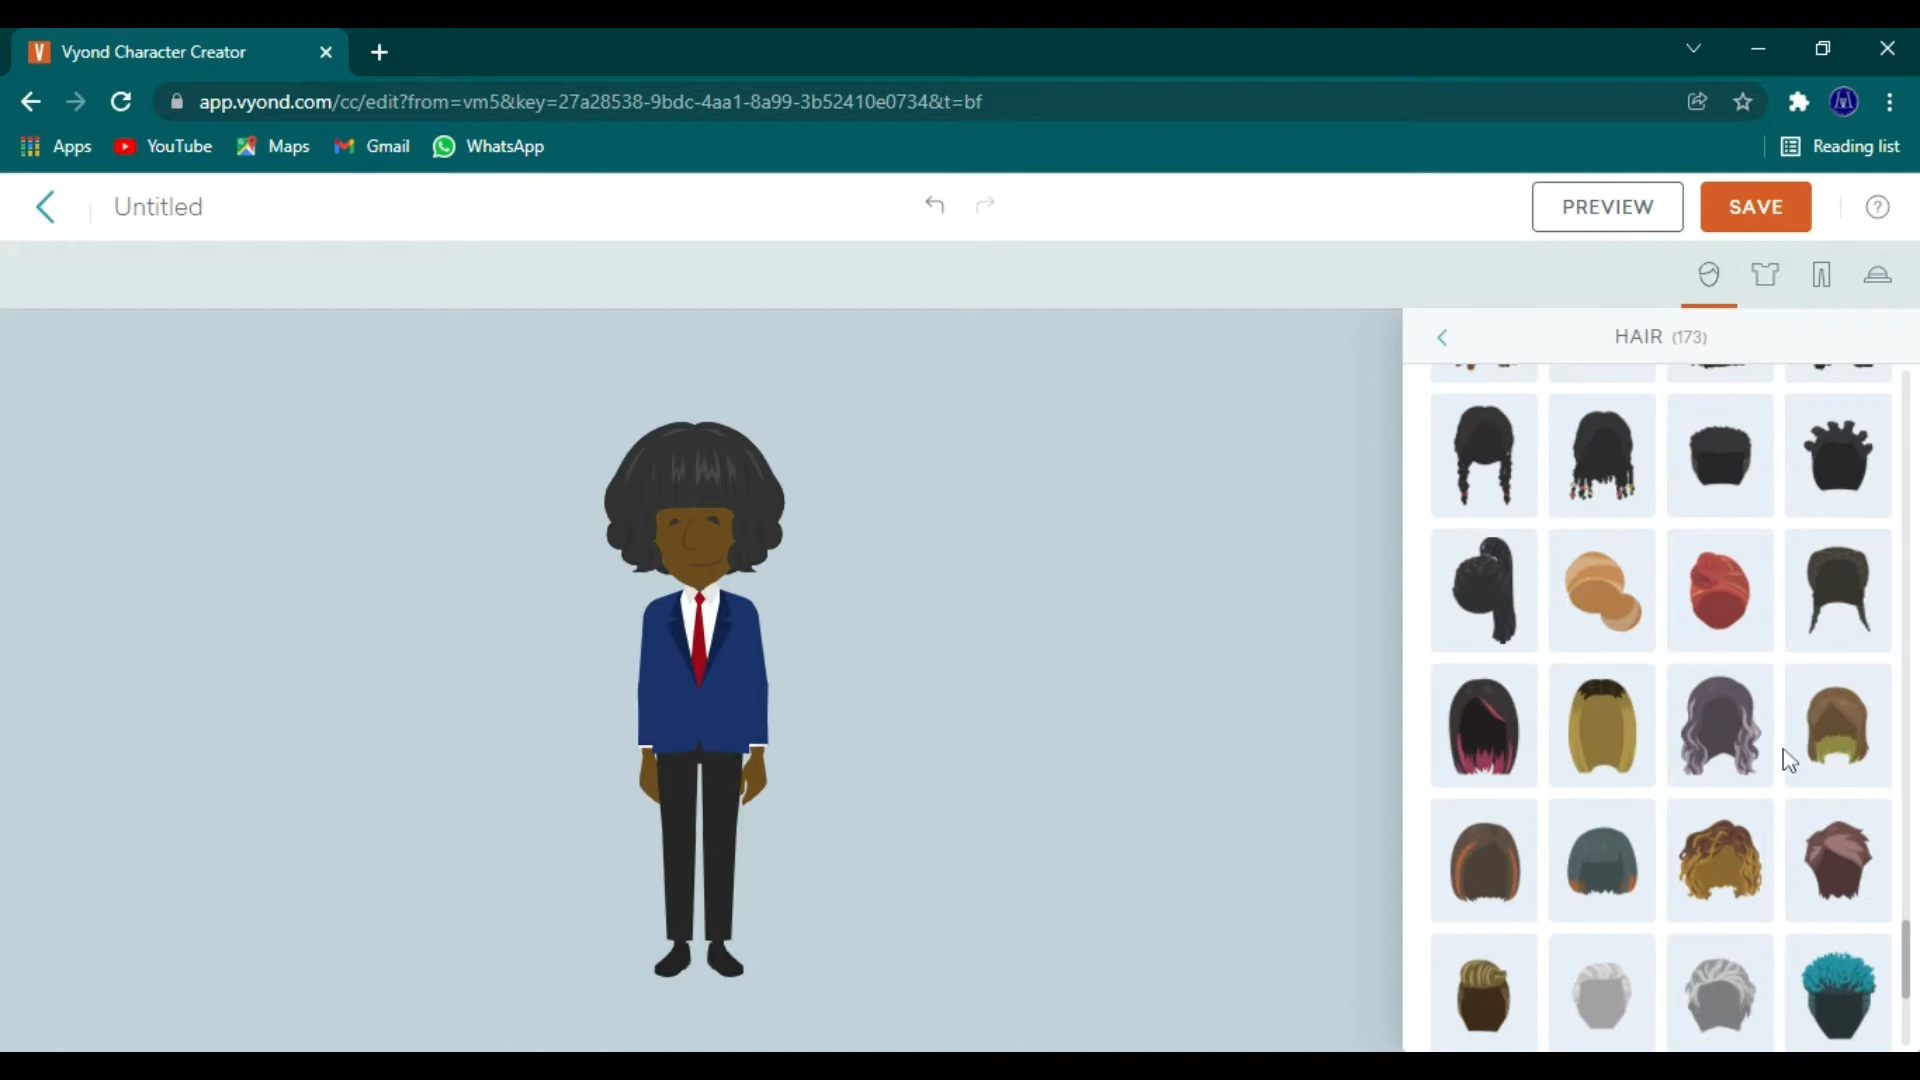 Vyond Character Creator
app.vyond.com/cc/edit?from=vm5&key=27a28538-9bdc-4aa1-8a99-3b52410e0734&t=bf
Apps YouTube Maps Gmail WhatsApp Reading list
Untitled PREVIEW SAVE
HAIR (173)